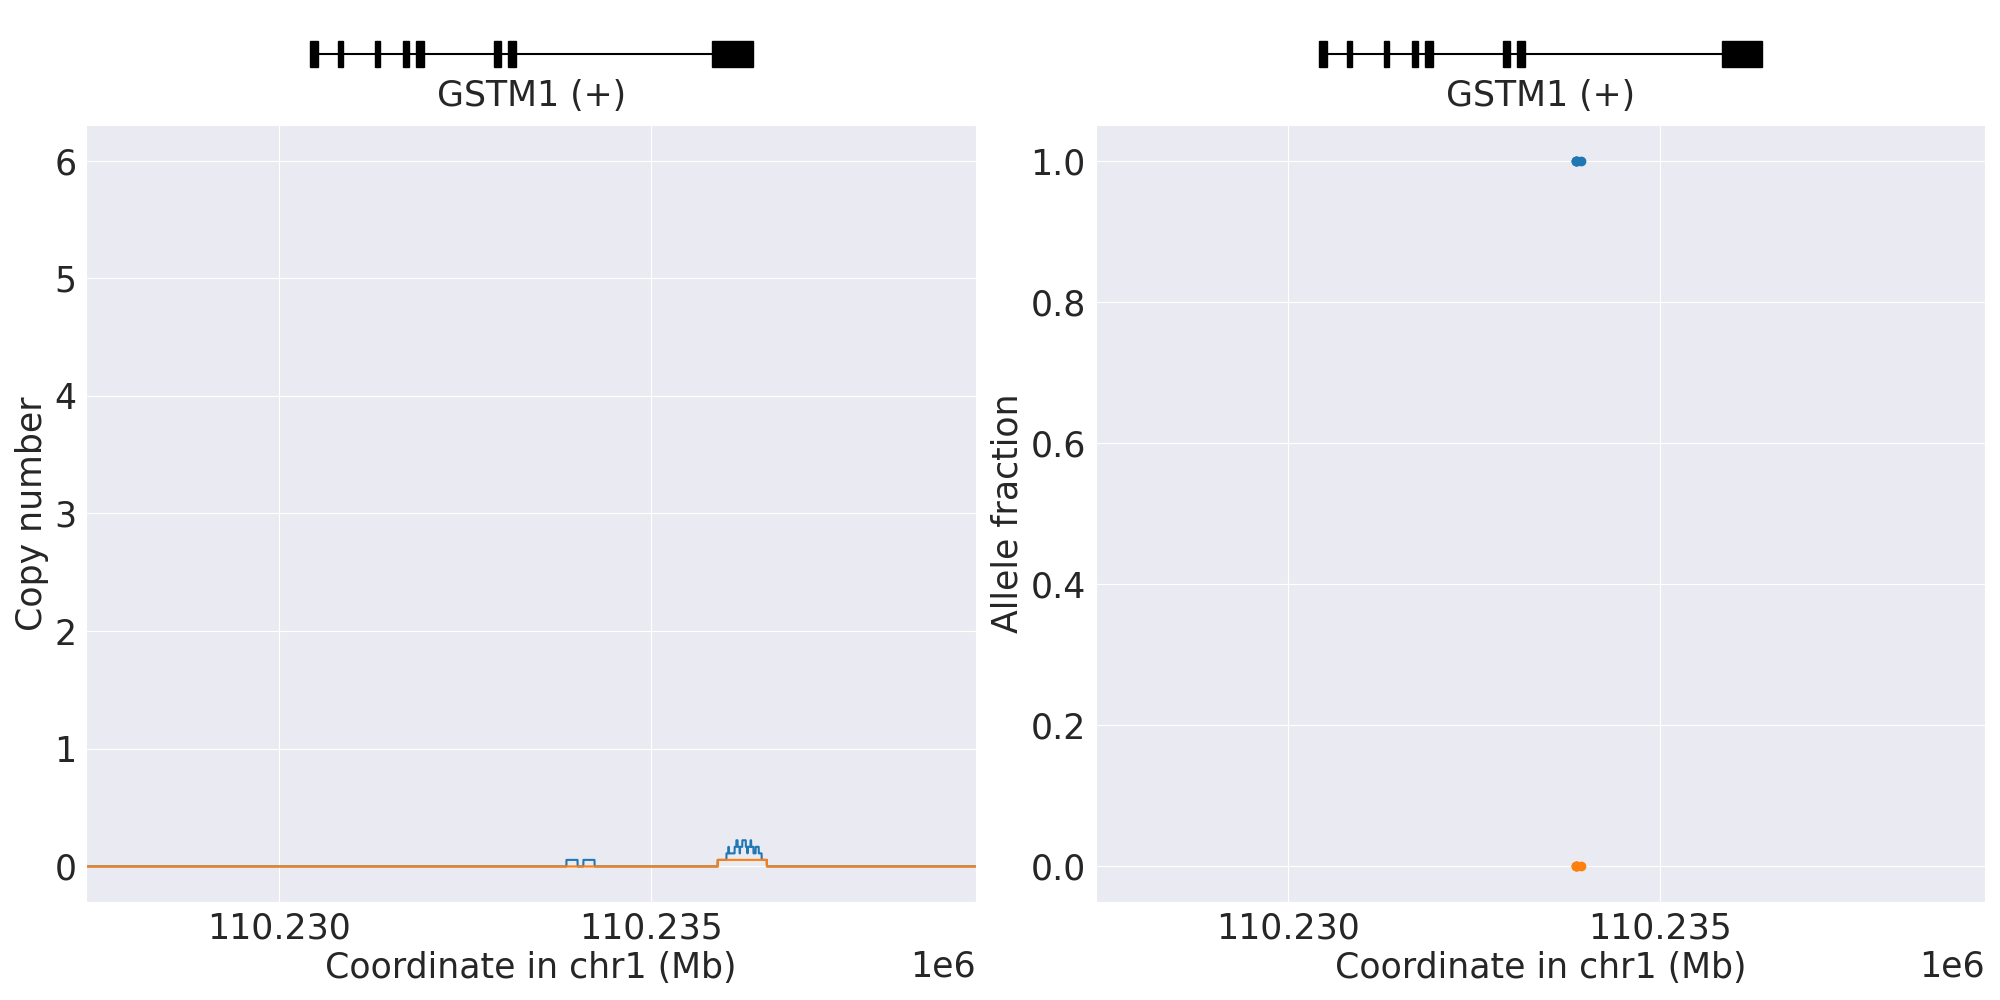 GSTM1 (+)
6
5
4
3
2
1
0
Copy number
110.230
110.235
Coordinate in chr1 (Mb)
1e6
GSTM1 (+)
1.0
0.8
0.6
0.4
0.2
0.0
Allele fraction
110.230
110.235
Coordinate in chr1 (Mb)
1e6